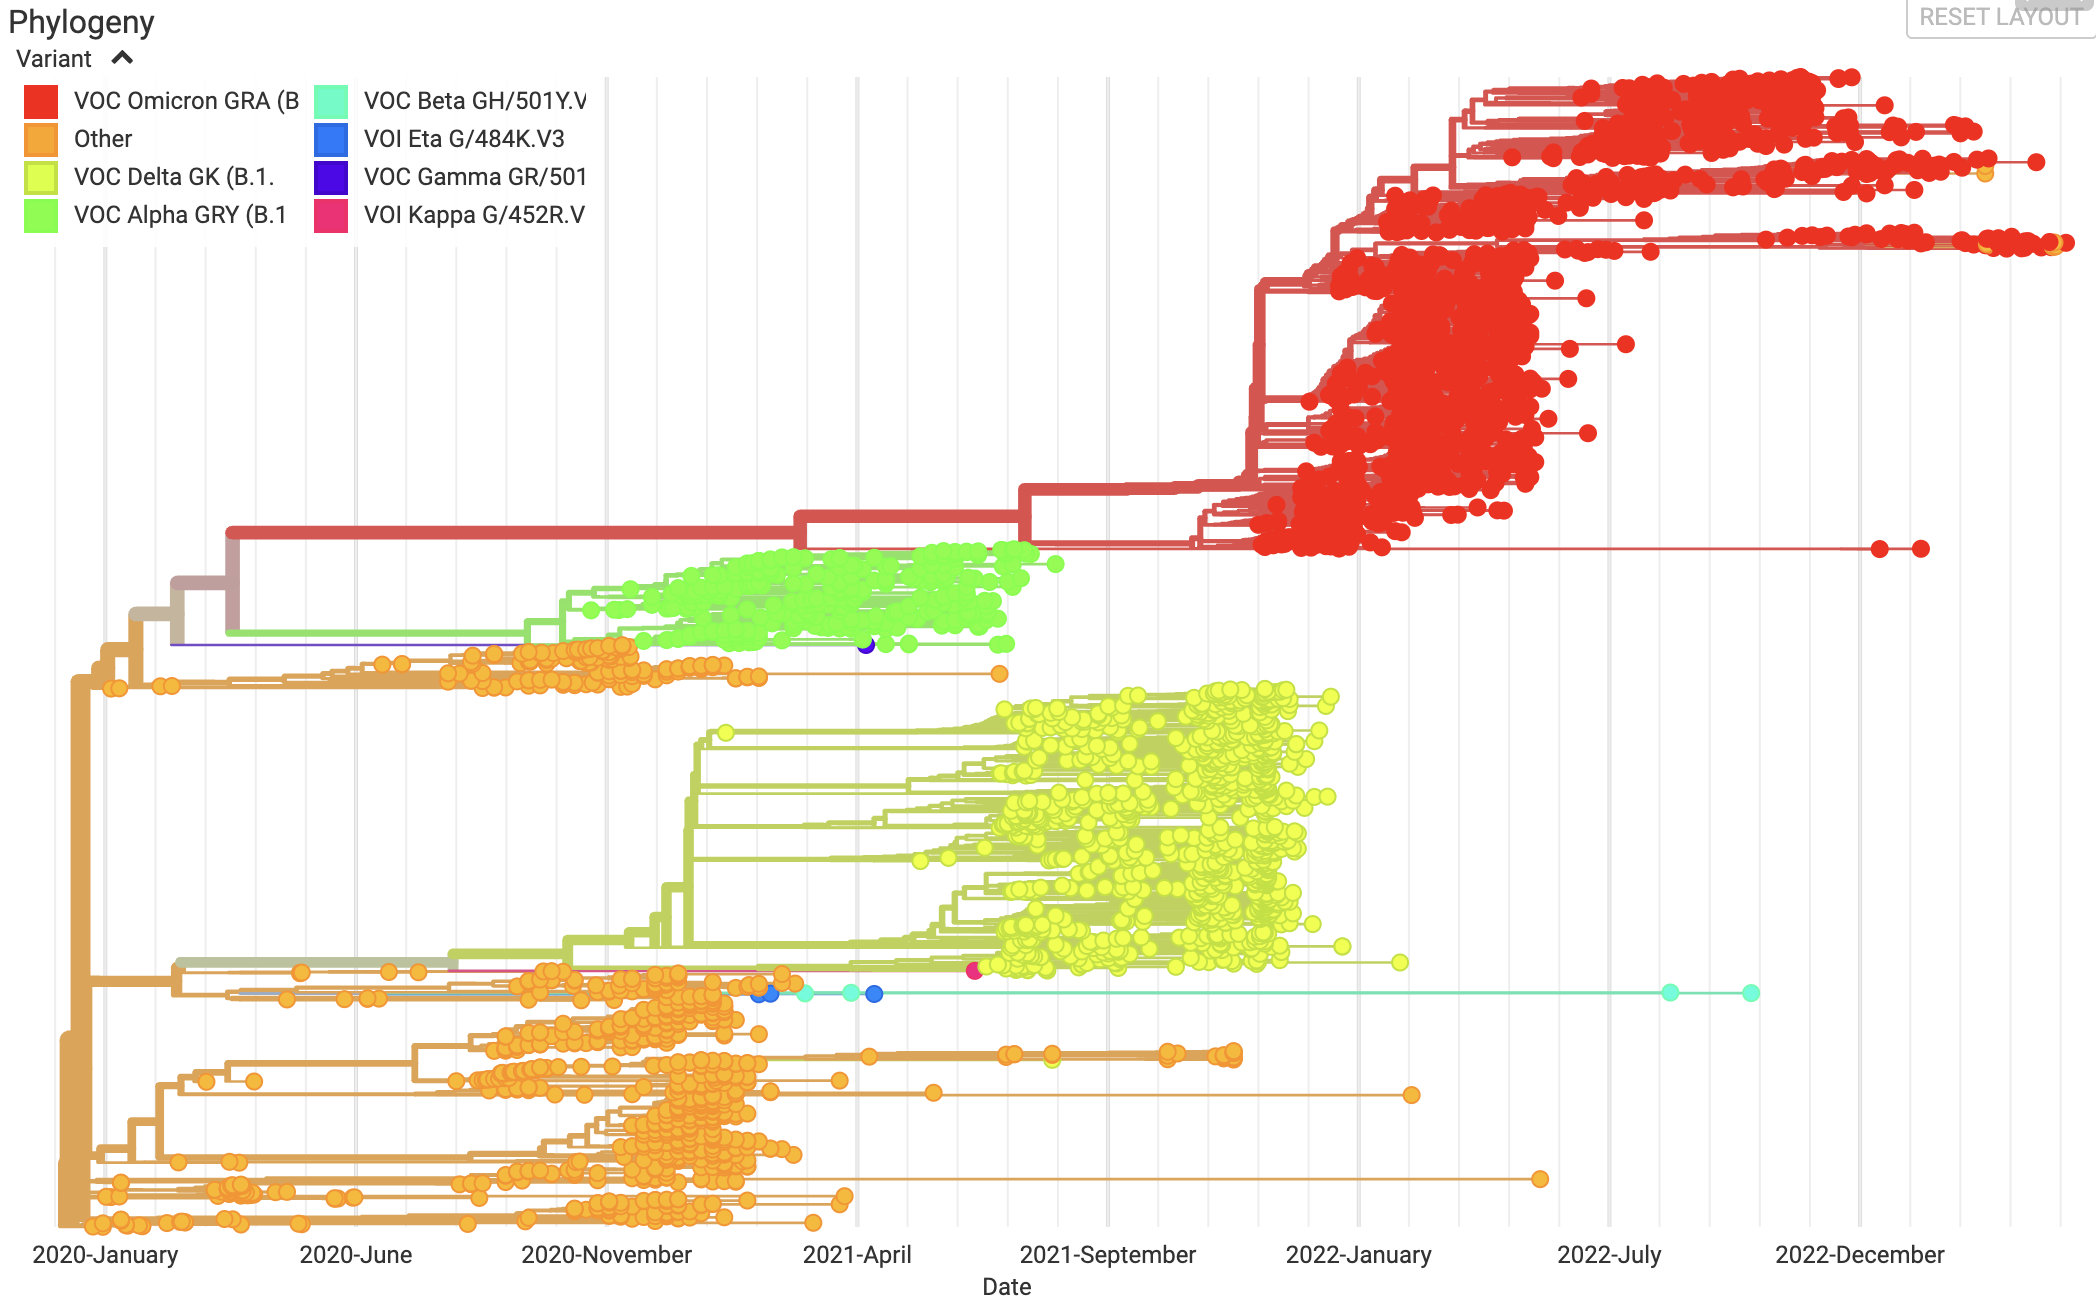 Phylogeny
RESET LAYOUT
Variant
VOC Omicron GRA (B
Other
VOC Delta GK (B.1.
VOC Alpha GRY (B.1
VOC Beta GH/501Y.V
VOI Eta G/484K.V3
VOC Gamma GR/501
VOI Kappa G/452R.V
2020-January 2020-June 2020-November 2021-April 2021-September 2022-January 2022-July 2022-December
Date